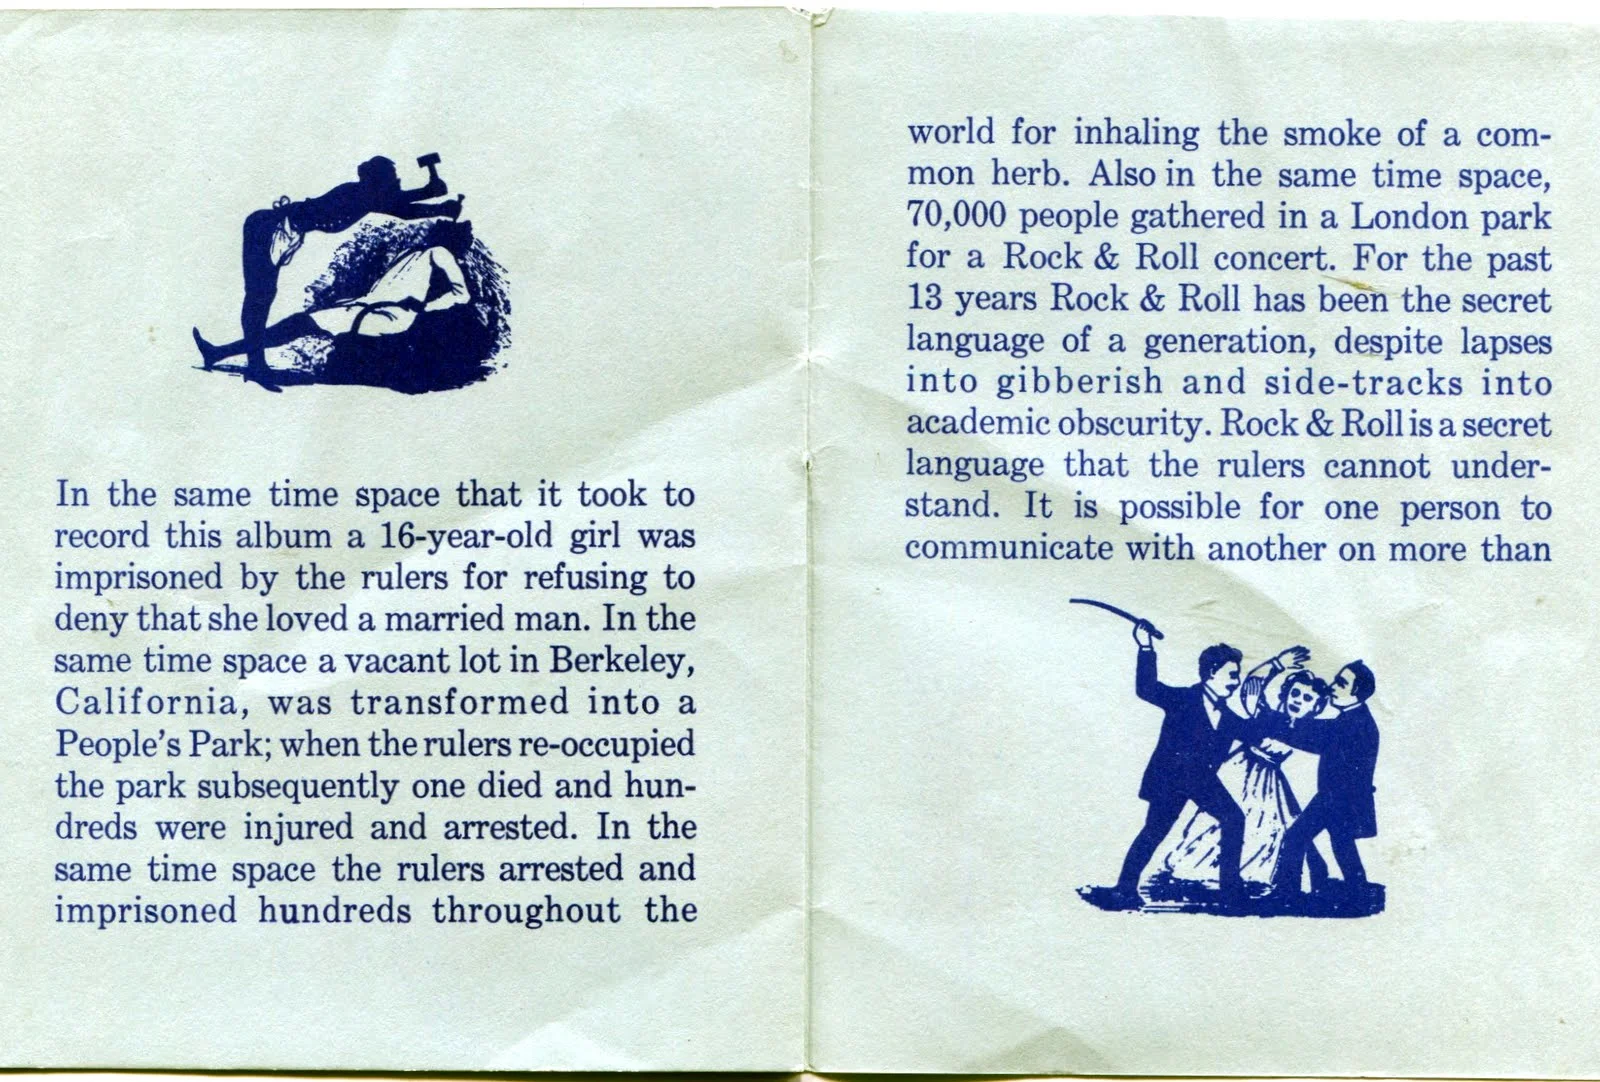 In the same time space that it took to
record this album a 16-year-old girl was
imprisoned by the rulers for refusing to
deny that she loved a married man. In the
same time space a vacant lot in Berkeley,
California, was transformed into a
People's Park; when the rulers re-occupied
the park subsequently one died and hun-
dreds were injured and arrested. In the
same time space the rulers arrested and
imprisoned hundreds throughout the
world for inhaling the smoke of a com-
mon herb. Also in the same time space,
70,000 people gathered in a London park
for a Rock & Roll concert. For the past
13 years Rock & Roll has been the secret
language of a generation, despite lapses
into gibberish and side-tracks into
academic obscurity. Rock & Roll is a secret
language that the rulers cannot under-
stand. It is possible for one person to
communicate with another on more than